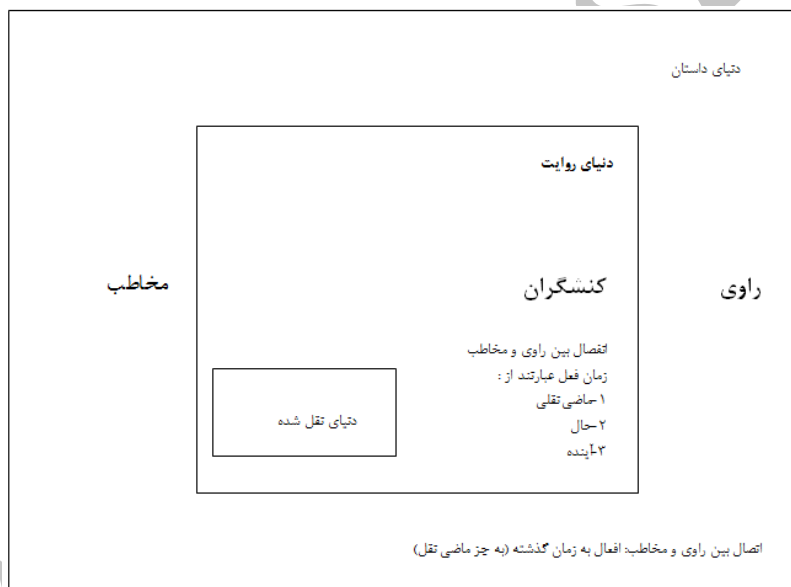 دنیای داستان
دنیای روایت
راوی
کنشگران
مخاطب
انفصال بین راوی و مخاطب
زمان فعل عبارتند از :
۱-ماضی نقلی
۲-حال
۳-آینده
دنیای نقل شده
اتصال بین راوی و مخاطب: افعال به زمان گذشته (به جز ماضی نقل)